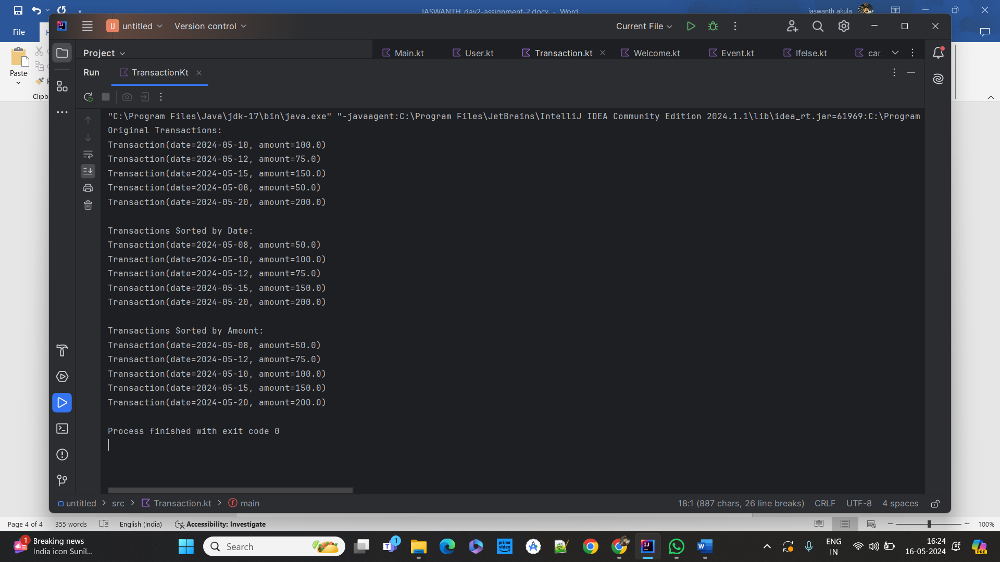 JASWANTH day2-assignment-2.docx - Word
jaswanth akula
File
Paste
Clipb
U untitled
Version control
Current File
Project
Main.kt
User.kt
Transaction.kt
Welcome.kt
Event.kt
Ifelse.kt
car
Run
TransactionKt
"C:\Program Files\Java\jdk-17\bin\java.exe" "-javaagent:C:\Program Files\JetBrains\IntelliJ IDEA Community Edition 2024.1.1\lib\idea_rt.jar=61969:C:\Program
Original Transactions:
Transaction(date=2024-05-10, amount=100.0)
Transaction(date=2024-05-12, amount=75.0)
Transaction(date=2024-05-15, amount=150.0)
Transaction(date=2024-05-08, amount=50.0)
Transaction(date=2024-05-20, amount=200.0)
Transactions Sorted by Date:
Transaction(date=2024-05-08, amount=50.0)
Transaction(date=2024-05-10, amount=100.0)
Transaction(date=2024-05-12, amount=75.0)
Transaction(date=2024-05-15, amount=150.0)
Transaction(date=2024-05-20, amount=200.0)
Transactions Sorted by Amount:
Transaction(date=2024-05-08, amount=50.0)
Transaction(date=2024-05-12, amount=75.0)
Transaction(date=2024-05-10, amount=100.0)
Transaction(date=2024-05-15, amount=150.0)
Transaction(date=2024-05-20, amount=200.0)
Process finished with exit code 0
untitled > src > Transaction.kt > main
18:1 (887 chars, 26 line breaks)
CRLF
UTF-8
4 spaces
Page 4 of 4
355 words
English (India)
Accessibility: Investigate
100%
1
Breaking news
India icon Sunil...
Search
1
prime video
ENG
IN
16:24
16-05-2024
PRE